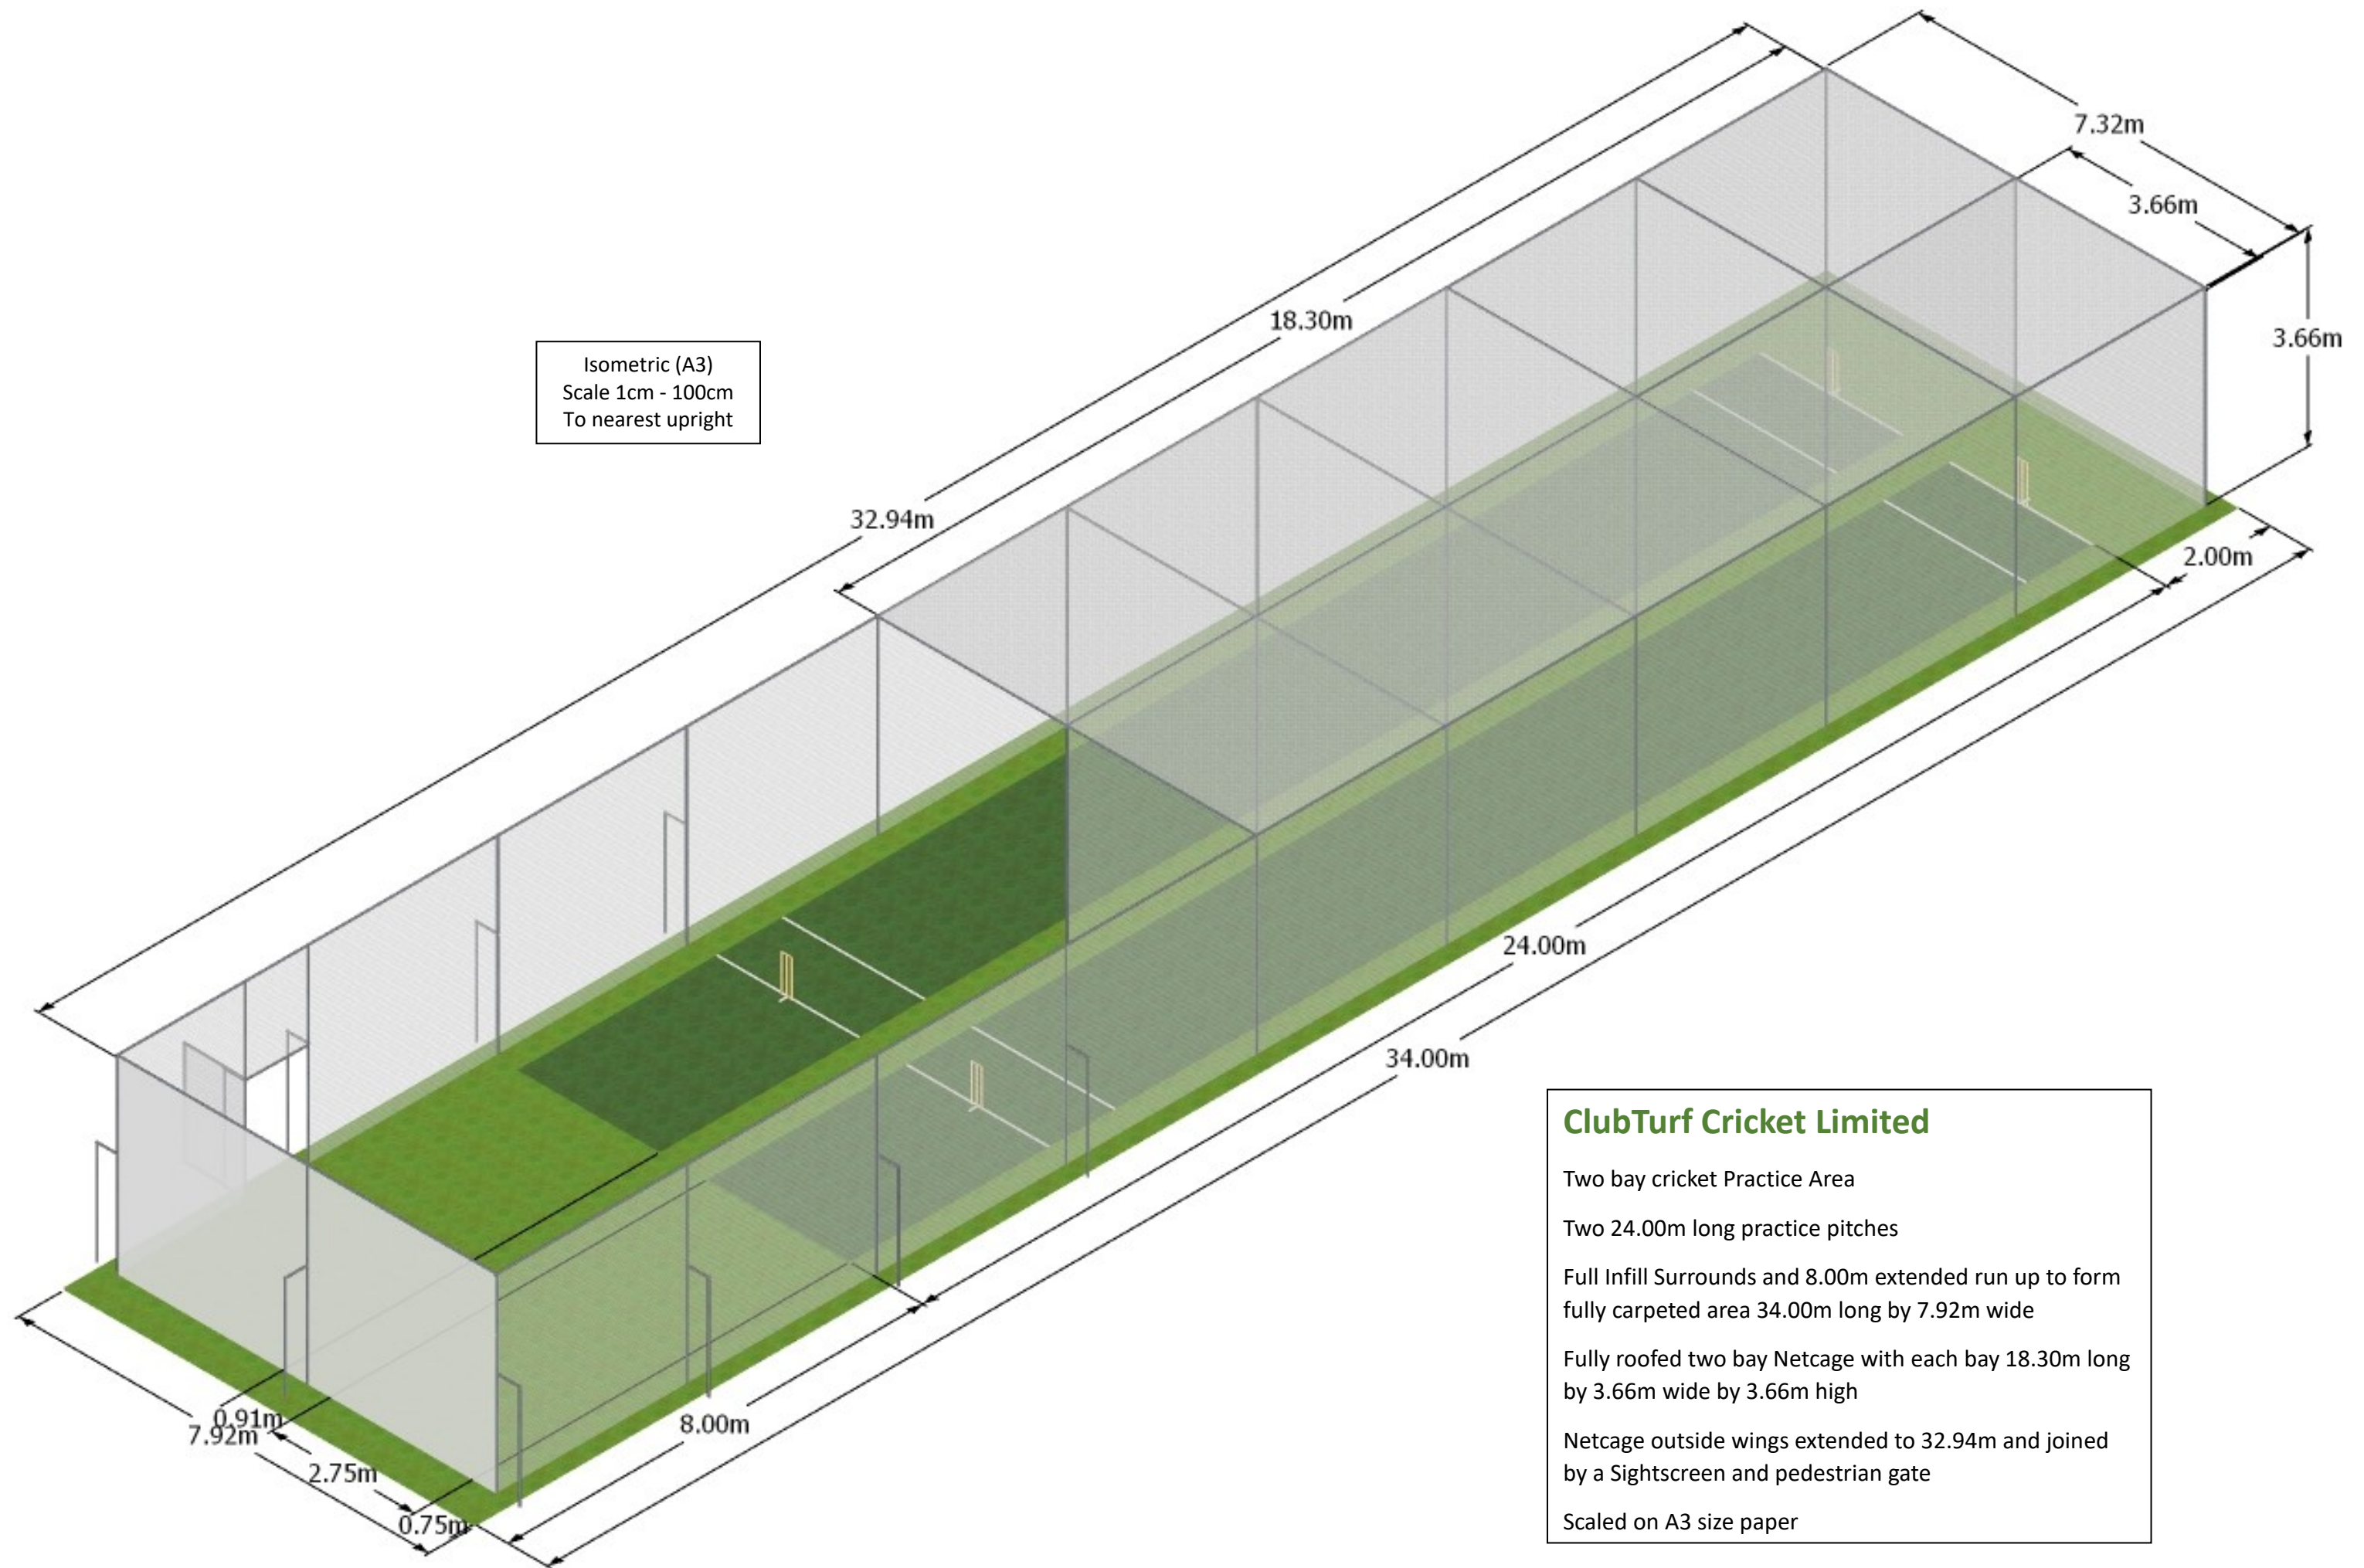 7.32m
3.66m
3.66m
18.30m
Isometric (A3)
Scale 1cm - 100cm
To nearest upright
32.94m
2.00m
24.00m
34.00m
ClubTurf Cricket Limited
Two bay cricket Practice Area
Two 24.00m long practice pitches
Full Infill Surrounds and 8.00m extended run up to form
fully carpeted area 34.00m long by 7.92m wide
Fully roofed two bay Netcage with each bay 18.30m long
by 3.66m wide by 3.66m high
Netcage outside wings extended to 32.94m and joined
by a Sightscreen and pedestrian gate
Scaled on A3 size paper
0.91m
7.92m
8.00m
2.75m
0.75m